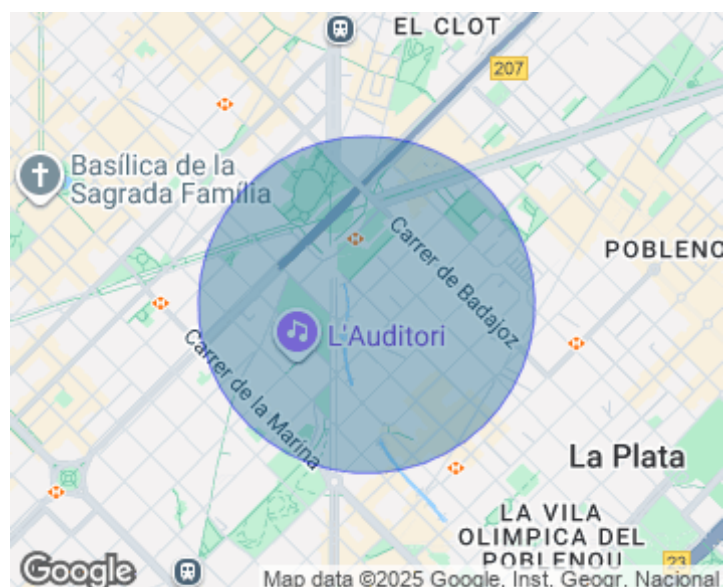 EL CLOT
207
Basílica de la
Sagrada Família
Carrer de Badajoz
POBLENO
L'Auditori
Carrer de la Marina
La Plata
LA VILA
OLIMPICA DEL
POBLENOU
23
Google
Map data ©2025 Google, Inst. Geogr. Nacional